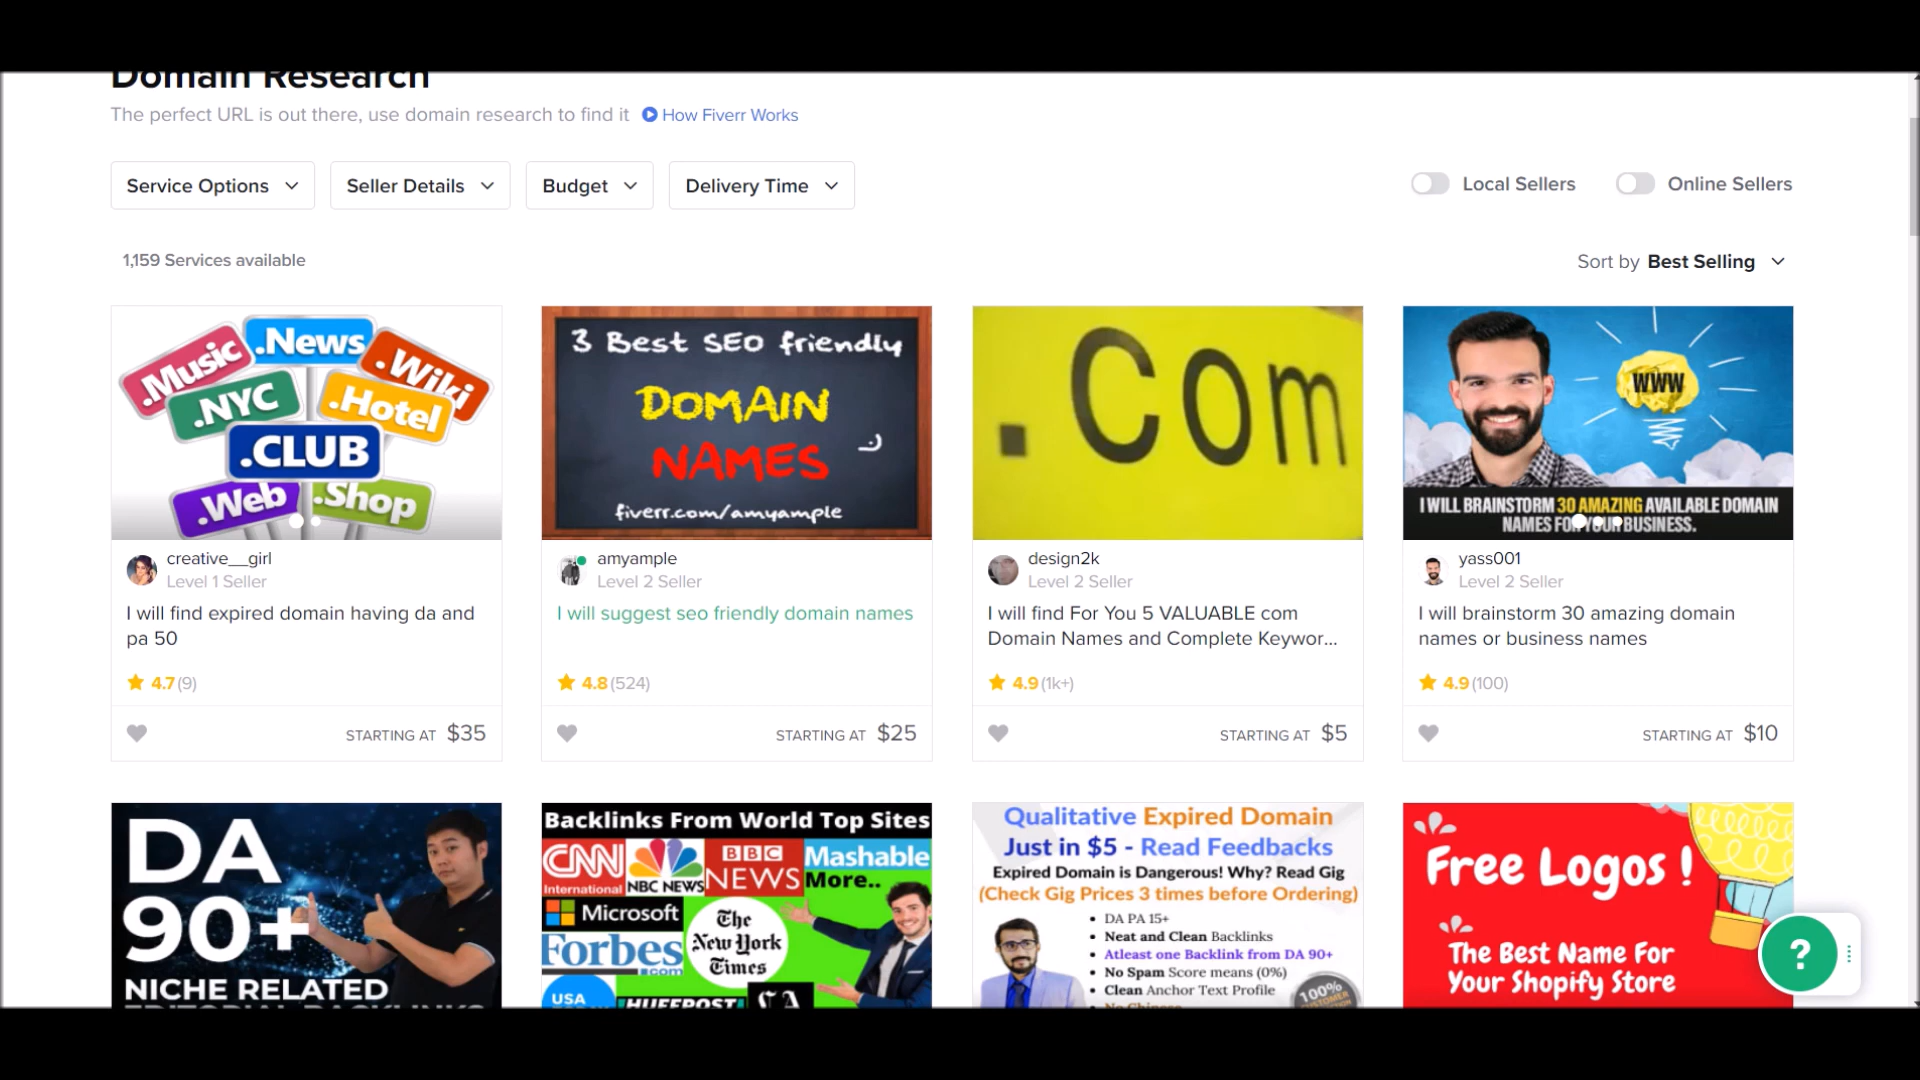 Domain Research
The perfect URL is out there, use domain research to find it How Fiverr Works
Service Options Seller Details Budget Delivery Time Local Sellers Online Sellers
1,159 Services available Sort by Best Selling
.Music .News .Wiki
.NYC .Hotel
.CLUB
.Web .Shop
3 Best SEO friendly
DOMAIN
NAMES
fiverr.com/amyample
.Com
WWW
I WILL BRAINSTORM 30 AMAZING AVAILABLE DOMAIN
NAMES FOR YOUR BUSINESS.
creative__girl
Level 1 Seller
I will find expired domain having da and
pa 50
4.7 (9)
STARTING AT $35
amyample
Level 2 Seller
I will suggest seo friendly domain names
4.8 (524)
STARTING AT $25
design2k
Level 2 Seller
I will find For You 5 VALUABLE com
Domain Names and Complete Keywor...
4.9 (1k+)
STARTING AT $5
yass001
Level 2 Seller
I will brainstorm 30 amazing domain
names or business names
4.9 (100)
STARTING AT $10
DA
90+
NICHE RELATED
EDITORIAL BACKLINKS
Backlinks From World Top Sites
CNN
International
NBC NEWS
BBC
NEWS
Mashable
More..
Microsoft
Forbes
.com
The
New York
Times
USA
HUFFPOST
Qualitative Expired Domain
Just in $5 - Read Feedbacks
Expired Domain is Dangerous! Why? Read Gig
(Check Gig Prices 3 times before Ordering)
• DA PA 15+
• Neat and Clean Backlinks
• Atleast one Backlink from DA 90+
• No Spam Score means (0%)
• Clean Anchor Text Profile
• No Chinese
100%
CUSTOMER
Free Logos !
The Best Name For
Your Shopify Store
?